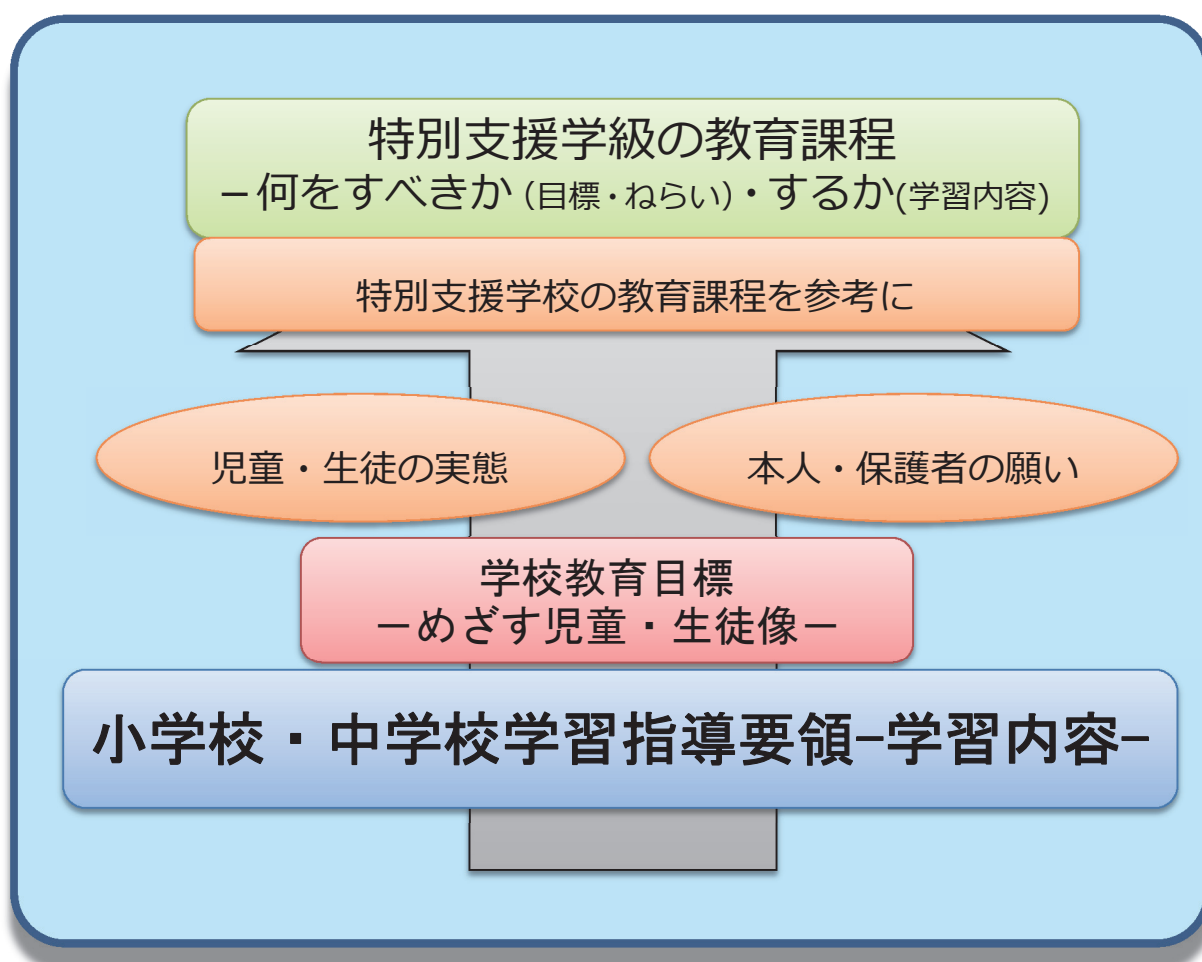 特別支援学級の教育課程
－何をすべきか（目標・ねらい）・するか(学習内容)
特別支援学校の教育課程を参考に
児童・生徒の実態
本人・保護者の願い
学校教育目標
－めざす児童・生徒像－
小学校・中学校学習指導要領−学習内容−